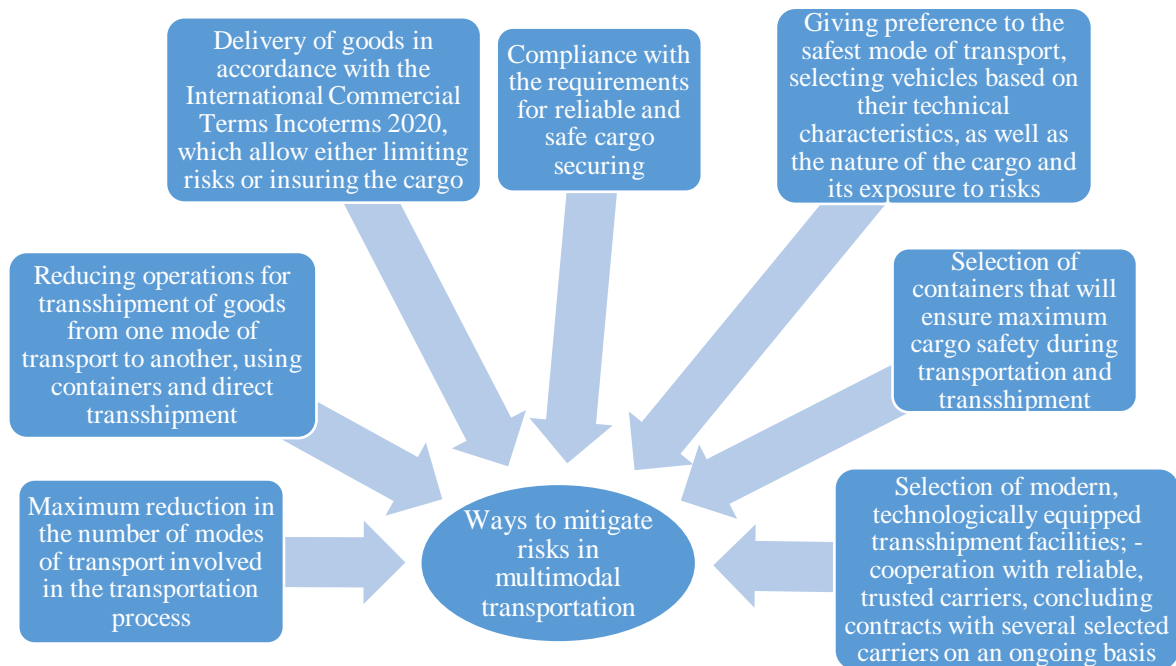 Delivery of goods in
accordance with the
International Commercial
Terms Incoterms 2020,
which allow either limiting
risks or insuring the cargo
Compliance with
the requirements
for reliable and
safe cargo
securing
Giving preference to the
safest mode of transport,
selecting vehicles based on
their technical
characteristics, as well as
the nature of the cargo and
its exposure to risks
Reducing operations for
transshipment of goods
from one mode of
transport to another, using
containers and direct
transshipment
Selection of
containers that will
ensure maximum
cargo safety during
transportation and
transshipment
Maximum reduction in
the number of modes
of transport involved
in the transportation
process
Ways to mitigate
risks in
multimodal
transportation
Selection of modern,
technologically equipped
transshipment facilities; -
cooperation with reliable,
trusted carriers, concluding
contracts with several selected
carriers on an ongoing basis